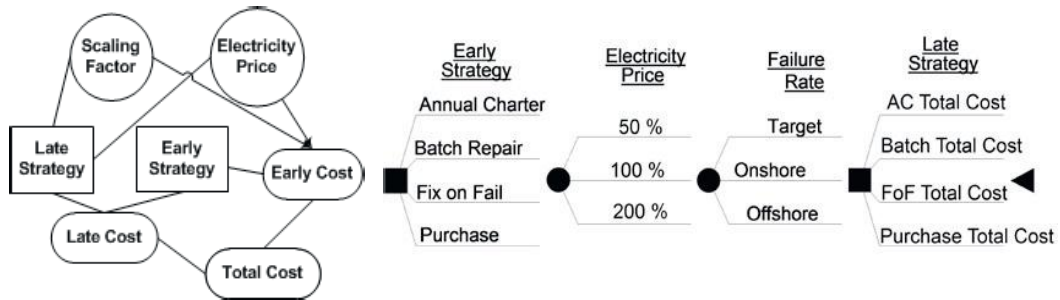 Scaling
Factor
Electricity
Price
Late
Strategy
Early
Strategy
Early Cost
Late Cost
Total Cost
Early
Strategy
Annual Charter
Batch Repair
Fix on Fail
Purchase
Electricity
Price
50 %
100 %
200 %
Failure
Rate
Target
Onshore
Offshore
Late
Strategy
AC Total Cost
Batch Total Cost
FoF Total Cost
Purchase Total Cost